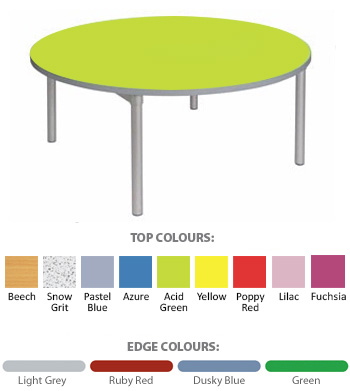 TOP COLOURS:
Beech Snow Grit Pastel Blue Azure Acid Green Yellow Poppy Red Lilac Fuchsia
EDGE COLOURS:
Light Grey Ruby Red Dusky Blue Green